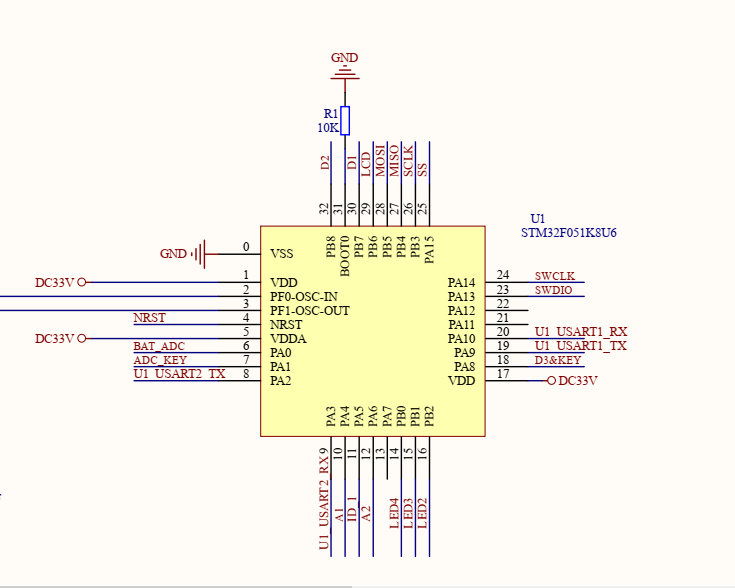 GND
R1
10K
D2
D1
LCD
MOSI
MISO
SCLK
SS
32
31
30
29
28
27
26
25
U1
STM32F051K8U6
PB8
BOOT0
PB7
PB6
PB5
PB4
PB3
PA15
GND 0 VSS
DC33V 1 VDD
2 PF0-OSC-IN
3 PF1-OSC-OUT
NRST 4 NRST
DC33V 5 VDDA
BAT_ADC 6 PA0
ADC_KEY 7 PA1
U1_USART2_TX 8 PA2
PA14 24 SWCLK
PA13 23 SWDIO
PA12 22
PA11 21
PA10 20 U1_USART1_RX
PA9 19 U1_USART1_TX
PA8 18 D3&KEY
VDD 17 DC33V
PA3
PA4
PA5
PA6
PA7
PB0
PB1
PB2
9
10
11
12
13
14
15
16
U1_USART2_RX
A1
ID_1
A2
LED4
LED3
LED2